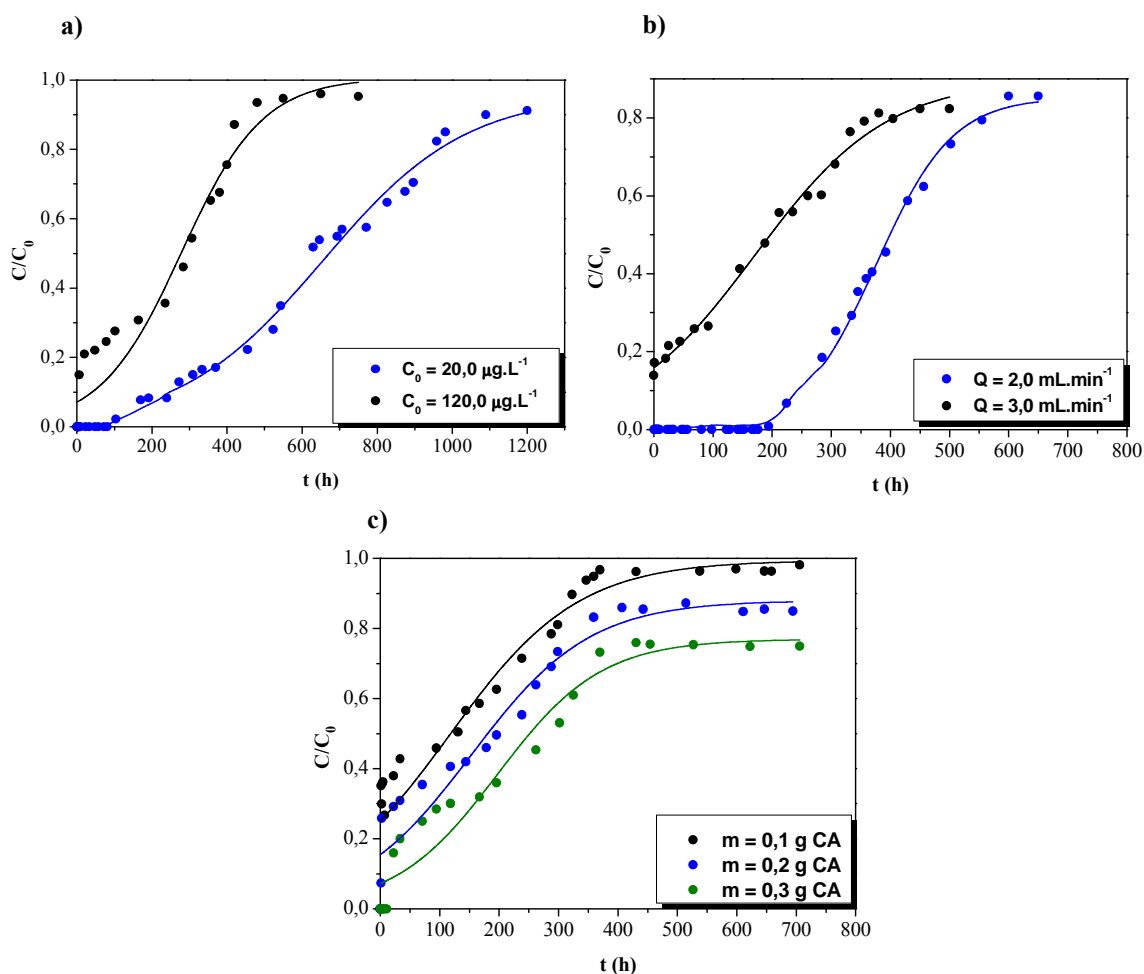 a)
1,0
0,8
0,6
0,4
0,2
0,0
C/C₀
0 200 400 600 800 1000 1200
t (h)
C₀ = 20,0 µg.L⁻¹
C₀ = 120,0 µg.L⁻¹
b)
0,8
0,6
0,4
0,2
0,0
C/C₀
0 100 200 300 400 500 600 700 800
t (h)
Q = 2,0 mL.min⁻¹
Q = 3,0 mL.min⁻¹
c)
1,0
0,8
0,6
0,4
0,2
0,0
C/C₀
0 100 200 300 400 500 600 700 800
t (h)
m = 0,1 g CA
m = 0,2 g CA
m = 0,3 g CA